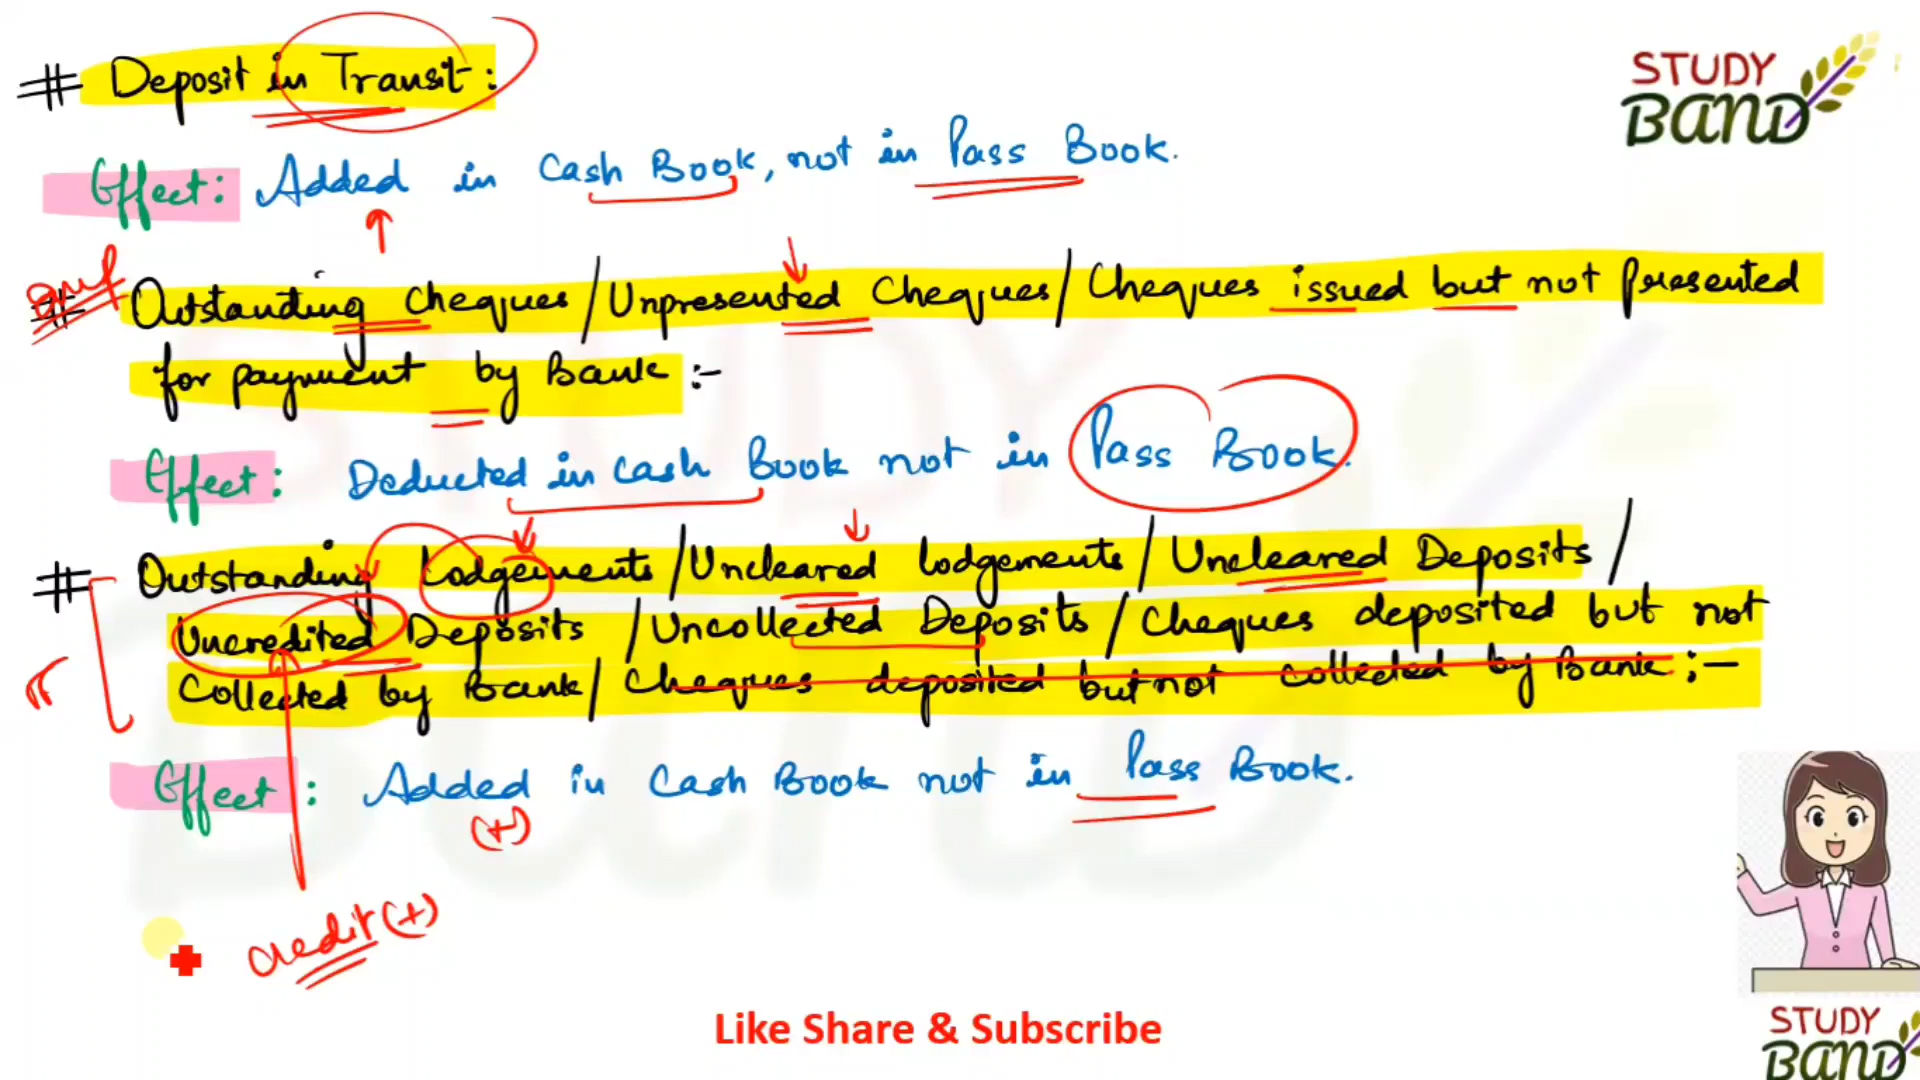 # Deposit in Transit:
Effect: Added in Cash Book, not in Pass Book.
# Outstanding Cheques / Unpresented Cheques / Cheques issued but not Presented
for payment by Bank :-
Effect: Deducted in cash Book not in Pass Book.
# Outstanding Lodgements / Uncleared lodgements / Uncleared Deposits /
Uncredited Deposits / Uncollected Deposits / Cheques deposited but not
Collected by Bank / Cheques deposited but not collected by Bank :-
Effect : Added in Cash Book not in Pass Book.
(+)
credit (+)
Like Share & Subscribe
STUDY
BAND
STUDY
BAND